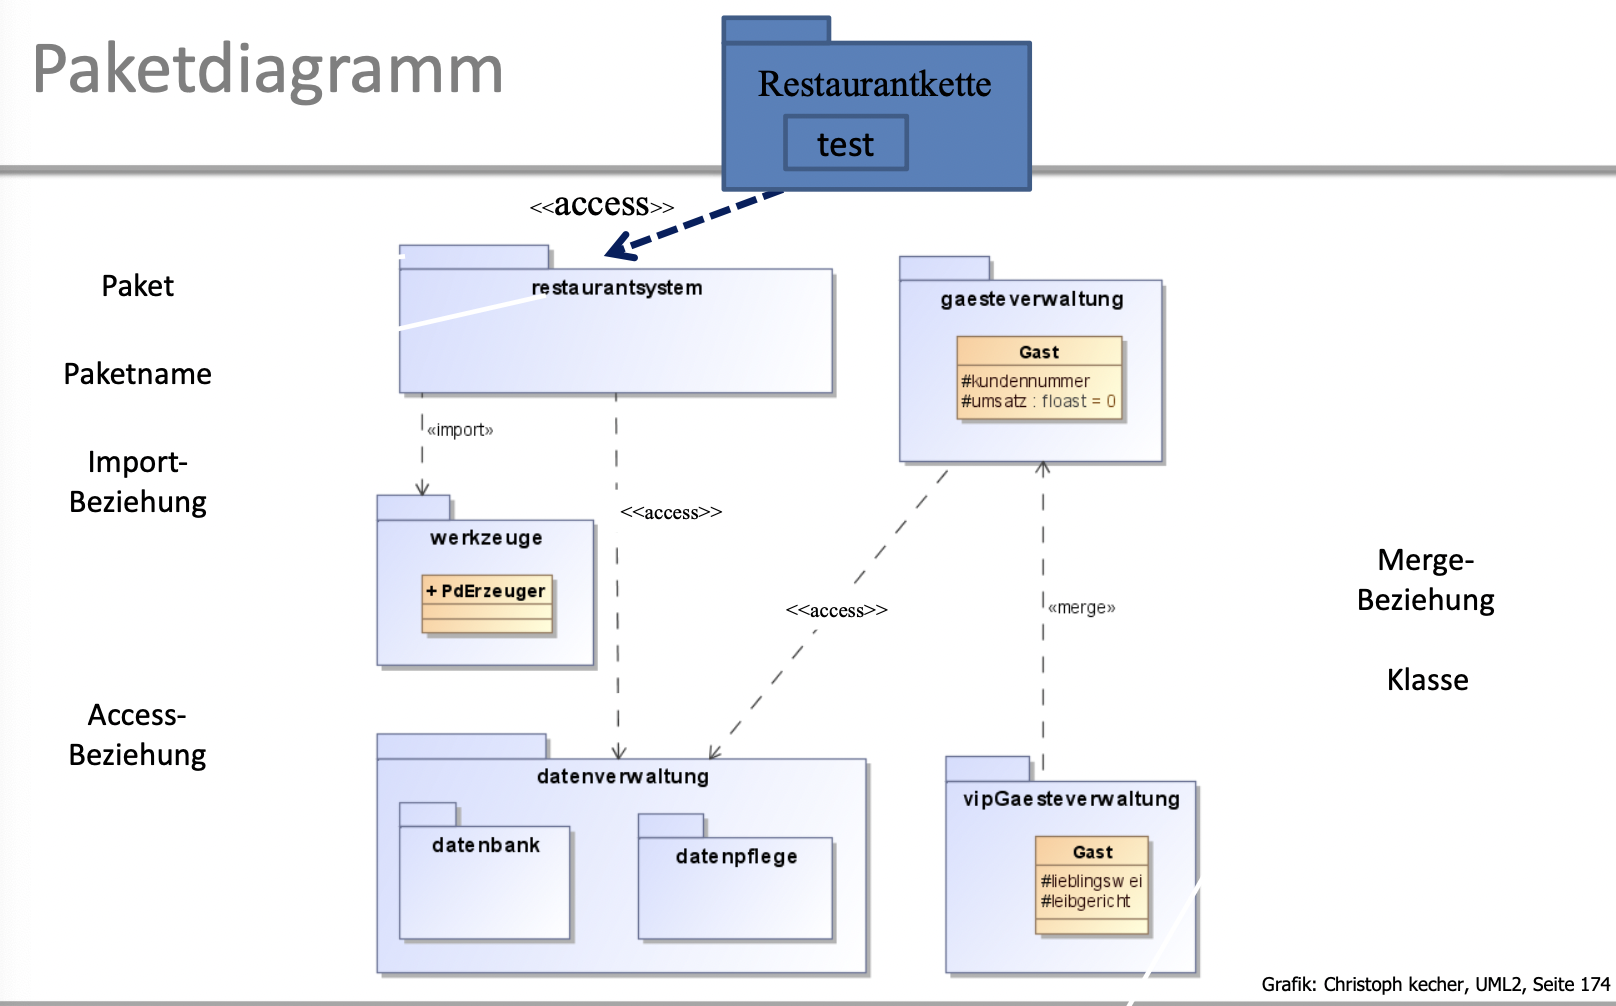 Paketdiagramm
Restaurantkette
test
<<access>>
Paket
restaurantsystem
gaesteverwaltung
Gast
#kundennummer
#umsatz : floast = 0
Paketname
«import»
Import-
Beziehung
<<access>>
werkzeuge
+ PdErzeuger
<<access>>
«merge»
Merge-
Beziehung
Klasse
Access-
Beziehung
datenverwaltung
datenbank
datenpflege
vipGaesteverwaltung
Gast
#lieblingswei
#leibgericht
Grafik: Christoph kecher, UML2, Seite 174